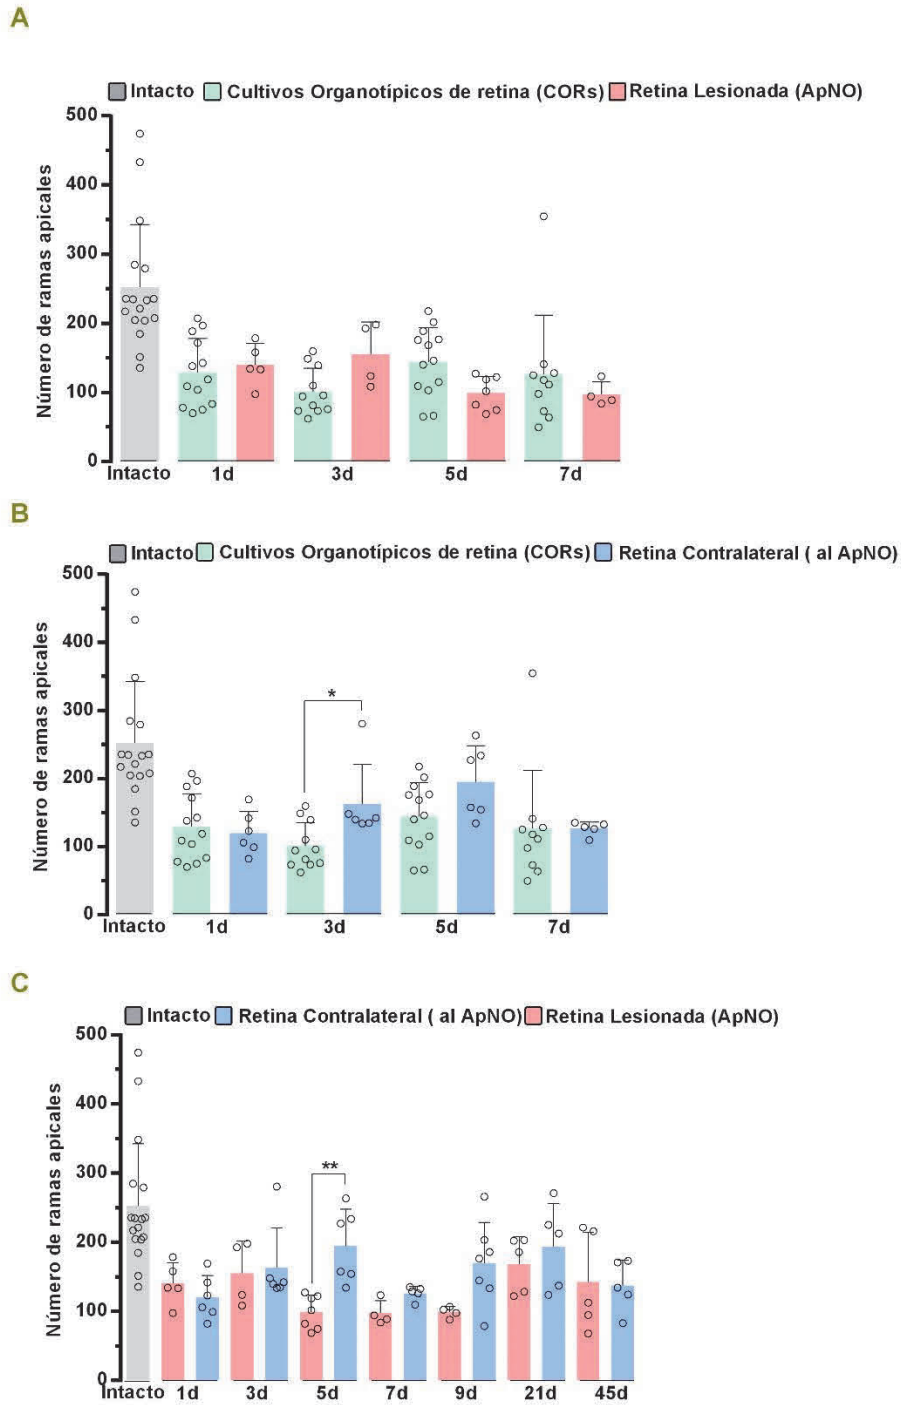 A
Intacto Cultivos Organotípicos de retina (CORs) Retina Lesionada (ApNO)
Número de ramas apicales
500
400
300
200
100
0
Intacto 1d 3d 5d 7d
B
Intacto Cultivos Organotípicos de retina (CORs) Retina Contralateral ( al ApNO)
Número de ramas apicales
500
400
300
200
100
0
*
Intacto 1d 3d 5d 7d
C
Intacto Retina Contralateral ( al ApNO) Retina Lesionada (ApNO)
Número de ramas apicales
500
400
300
200
100
0
**
Intacto 1d 3d 5d 7d 9d 21d 45d